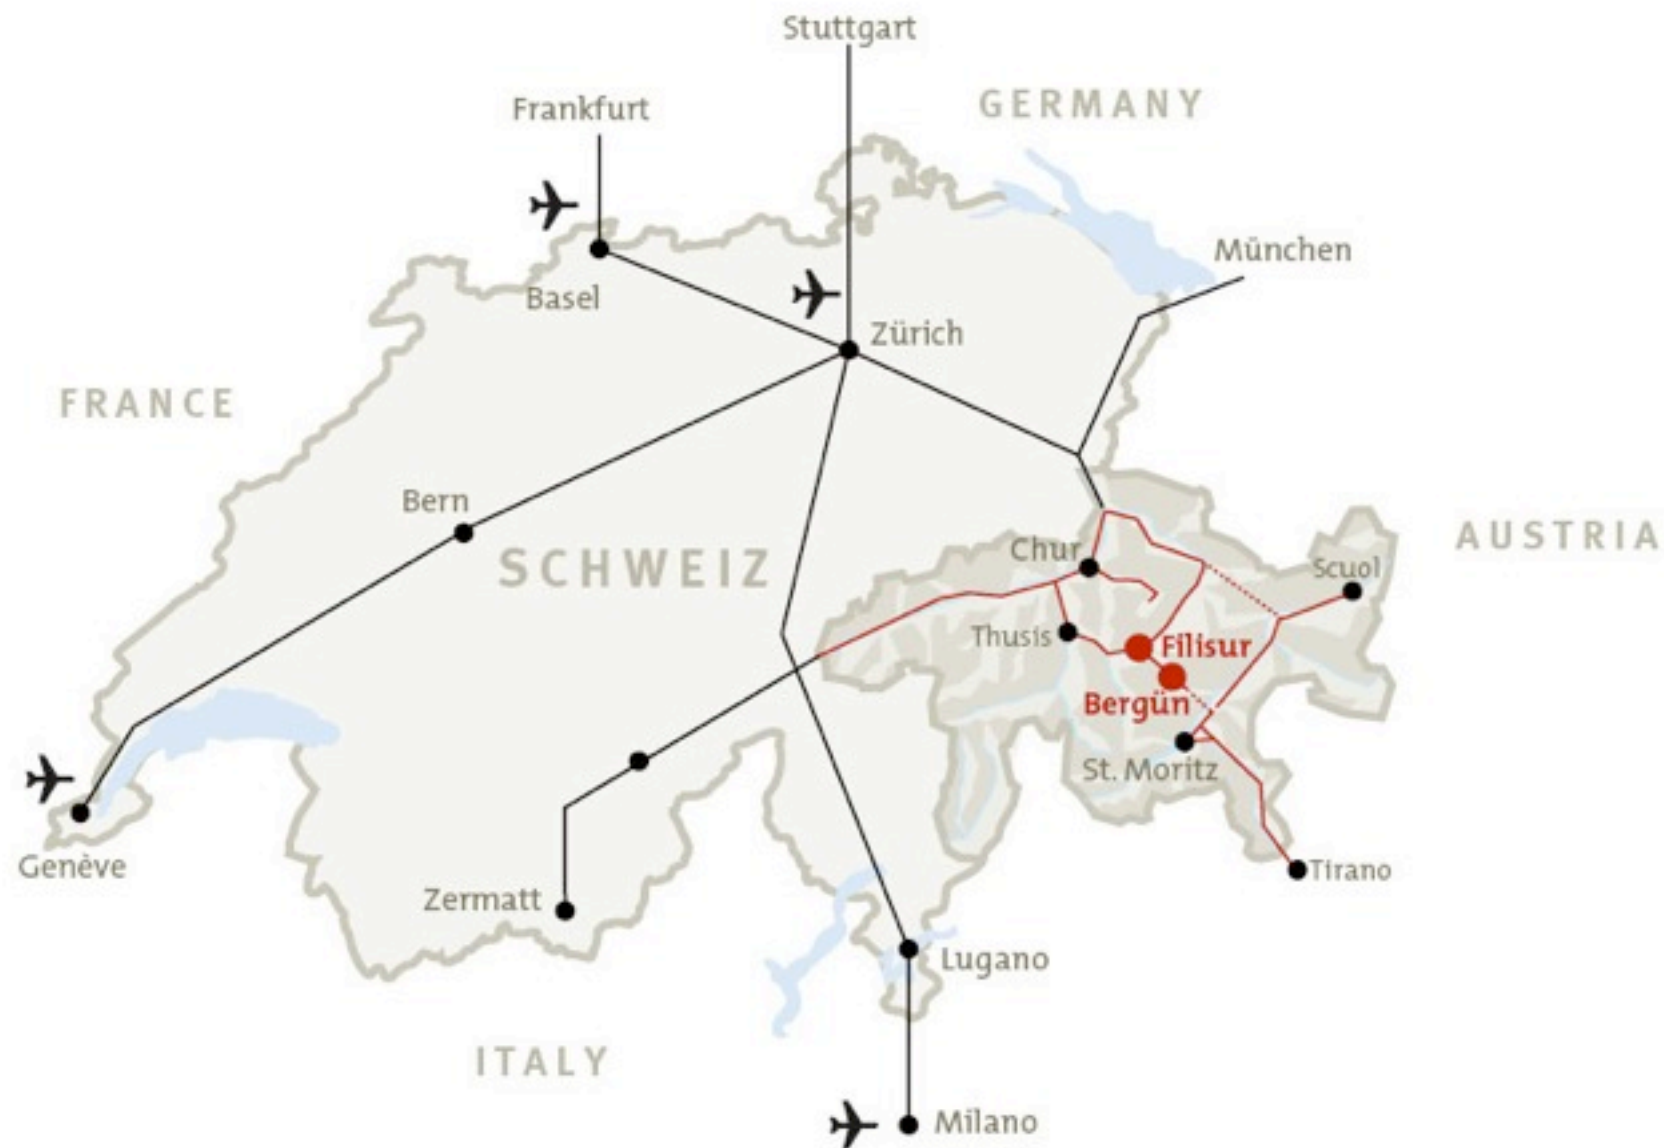 Stuttgart
Frankfurt
GERMANY
München
Basel
Zürich
FRANCE
Bern
AUSTRIA
SCHWEIZ
Chur
Scuol
Thusis
Filisur
Bergün
St. Moritz
Genève
Tirano
Zermatt
Lugano
ITALY
Milano